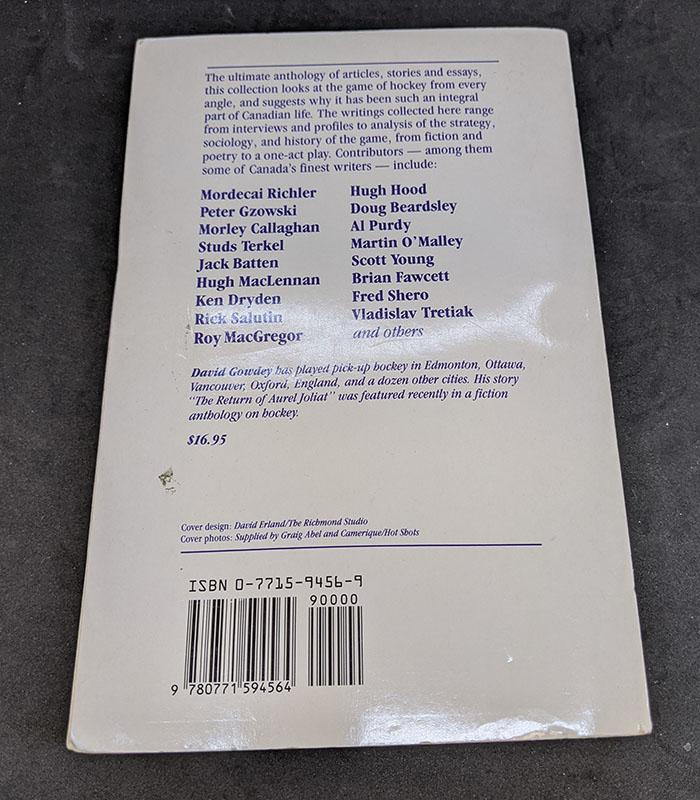 The ultimate anthology of articles, stories and essays,
this collection looks at the game of hockey from every
angle, and suggests why it has been such an integral
part of Canadian life. The writings collected here range
from interviews and profiles to analysis of the strategy,
sociology, and history of the game, from fiction and
poetry to a one-act play. Contributors — among them
some of Canada's finest writers — include:
Mordecai Richler
Peter Gzowski
Morley Callaghan
Studs Terkel
Jack Batten
Hugh MacLennan
Ken Dryden
Rick Salutin
Roy MacGregor
Hugh Hood
Doug Beardsley
Al Purdy
Martin O'Malley
Scott Young
Brian Fawcett
Fred Shero
Vladislav Tretiak
and others
David Gowdey has played pick-up hockey in Edmonton, Ottawa,
Vancouver, Oxford, England, and a dozen other cities. His story
"The Return of Aurel Joliat" was featured recently in a fiction
anthology on hockey.
$16.95
Cover design: David Erland/The Richmond Studio
Cover photos: Supplied by Graig Abel and Camerique/Hot Shots
ISBN 0-7715-9456-9
90000
9 780771 594564